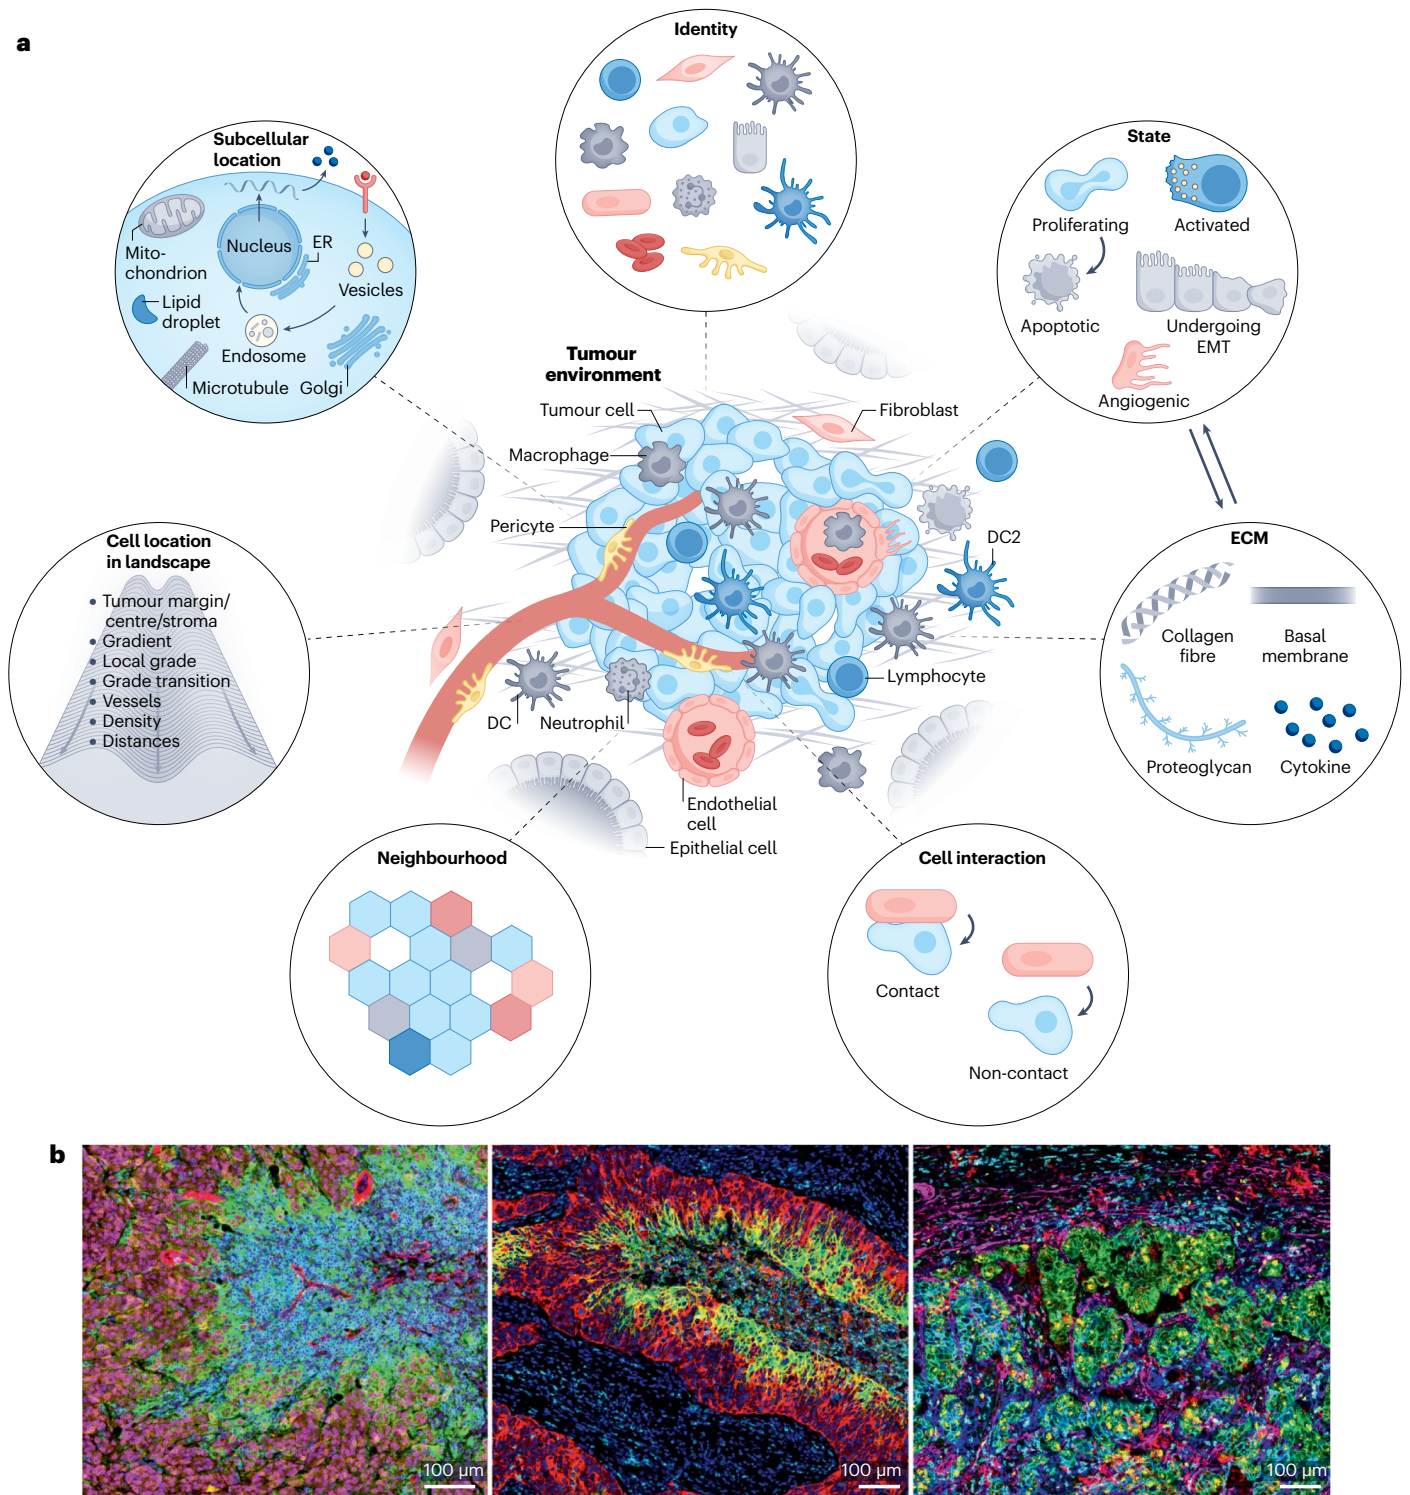 a
Identity
Subcellular
location
Nucleus
ER
Mito-
chondrion
Vesicles
Lipid
droplet
Endosome
Microtubule
Golgi
State
Proliferating
Activated
Apoptotic
Undergoing
EMT
Angiogenic
Tumour
environment
Tumour cell
Fibroblast
Macrophage
Pericyte
DC2
Lymphocyte
DC
Neutrophil
Endothelial
cell
Epithelial cell
Cell location
in landscape
• Tumour margin/
centre/stroma
• Gradient
• Local grade
• Grade transition
• Vessels
• Density
• Distances
ECM
Collagen
fibre
Basal
membrane
Proteoglycan
Cytokine
Neighbourhood
Cell interaction
Contact
Non-contact
b
100 µm
100 µm
100 µm